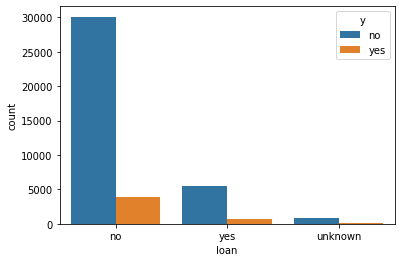 30000
25000
20000
15000
10000
5000
0
count
no
yes
unknown
loan
y
no
yes